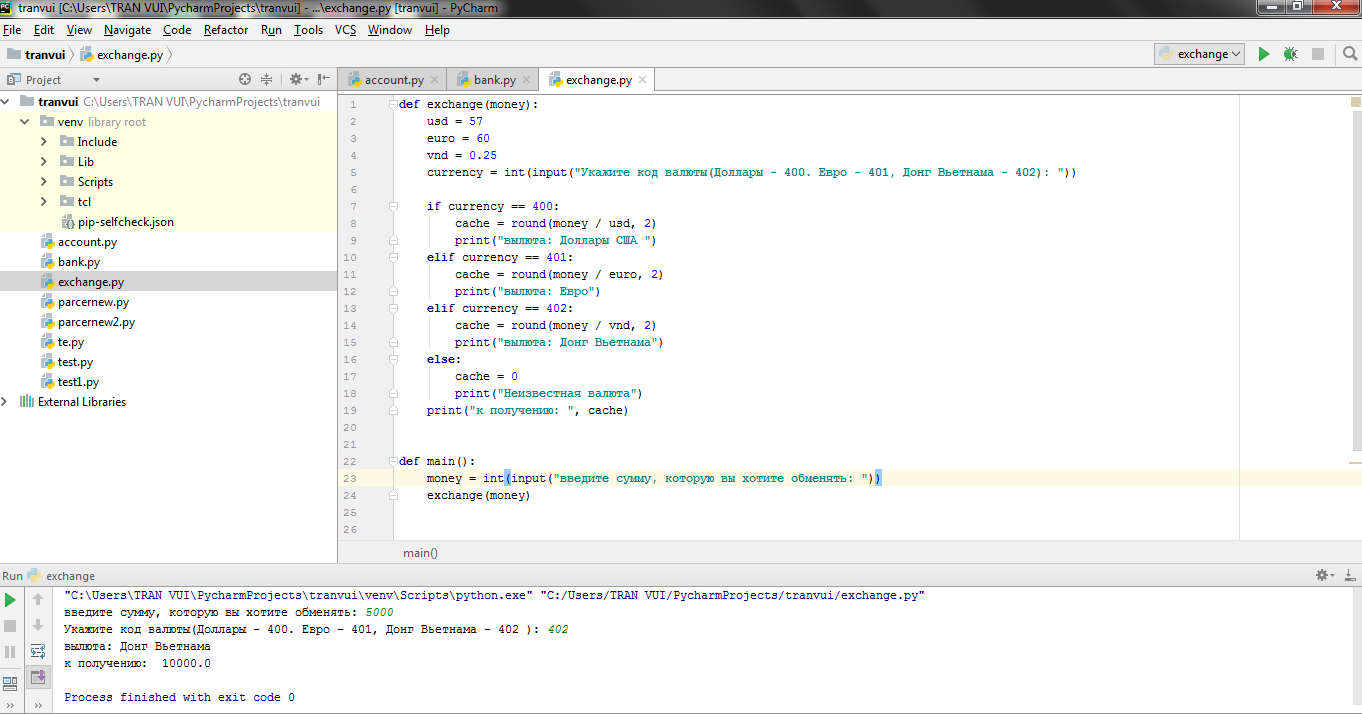 tranvui [C:\Users\TRAN VUI\PycharmProjects\tranvui] - ...\exchange.py [tranvui] - PyCharm
File Edit View Navigate Code Refactor Run Tools VCS Window Help
tranvui exchange.py exchange
Project account.py bank.py exchange.py
tranvui C:\Users\TRAN VUI\PycharmProjects\tranvui
venv library root
Include
Lib
Scripts
tcl
pip-selfcheck.json
account.py
bank.py
exchange.py
parcernew.py
parcernew2.py
te.py
test.py
test1.py
External Libraries
1 def exchange(money):
2 usd = 57
3 euro = 60
4 vnd = 0.25
5 currency = int(input("Укажите код валюты(Доллары - 400. Евро - 401, Донг Вьетнама - 402): "))
6
7 if currency == 400:
8 cache = round(money / usd, 2)
9 print("вылюта: Доллары США ")
10 elif currency == 401:
11 cache = round(money / euro, 2)
12 print("вылюта: Евро")
13 elif currency == 402:
14 cache = round(money / vnd, 2)
15 print("вылюта: Донг Вьетнама")
16 else:
17 cache = 0
18 print("Неизвестная валюта")
19 print("к получению: ", cache)
20
21
22 def main():
23 money = int(input("введите сумму, которую вы хотите обменять: "))
24 exchange(money)
25
26
main()
Run exchange
"C:\Users\TRAN VUI\PycharmProjects\tranvui\venv\Scripts\python.exe" "C:/Users/TRAN VUI/PycharmProjects/tranvui/exchange.py"
введите сумму, которую вы хотите обменять: 5000
Укажите код валюты(Доллары - 400. Евро - 401, Донг Вьетнама - 402 ): 402
вылюта: Донг Вьетнама
к получению:  10000.0
Process finished with exit code 0